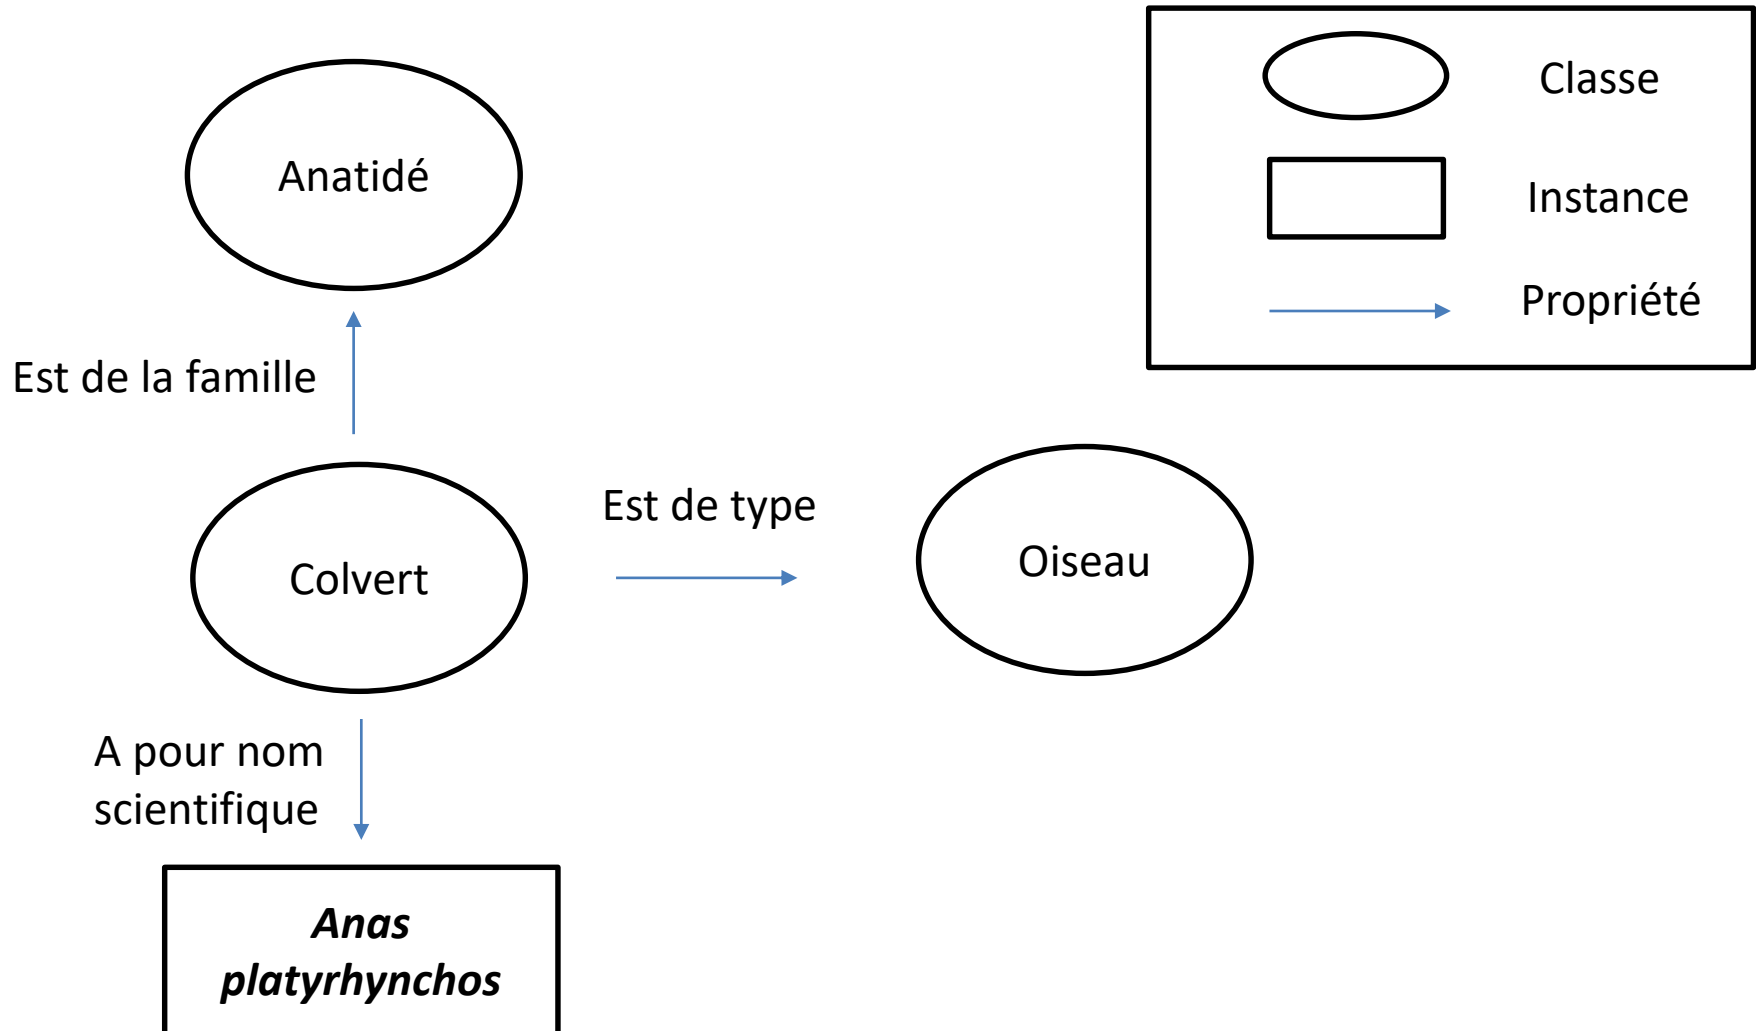 Classe
Anatidé
Instance
Propriété
Est de la famille
Est de type
Oiseau
Colvert
A pour nom
scientifique
Anas
platyrhynchos